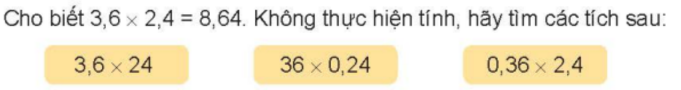 Cho biết 3,6 × 2,4 = 8,64. Không thực hiện tính, hãy tìm các tích sau:
3,6 × 24 36 × 0,24 0,36 × 2,4